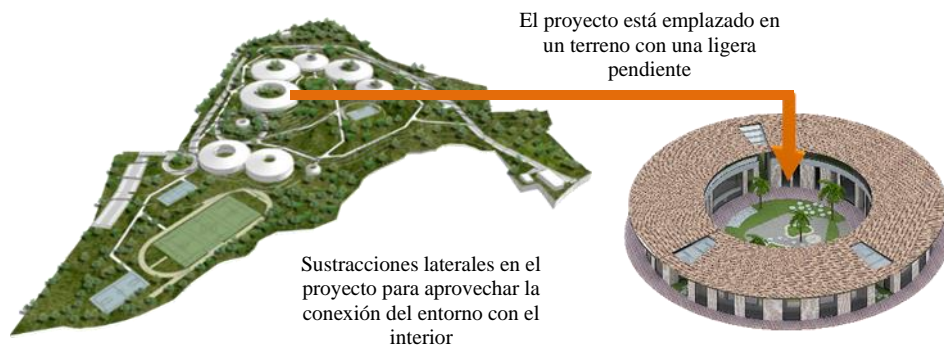 El proyecto está emplazado en
un terreno con una ligera
pendiente
Sustracciones laterales en el
proyecto para aprovechar la
conexión del entorno con el
interior